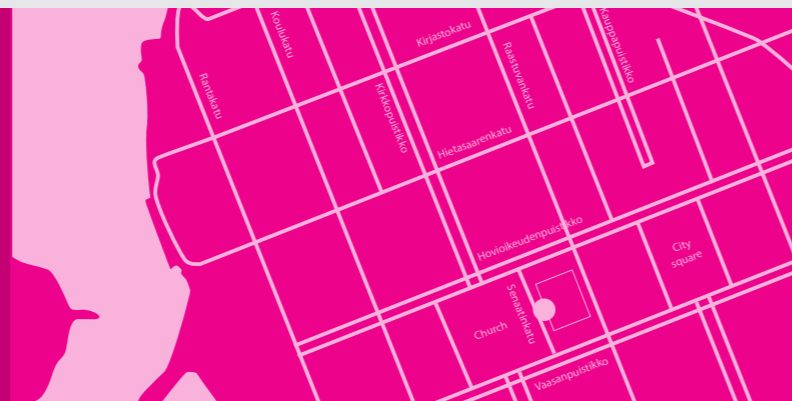 Koulukatu
Kirjastokatu
Kauppapuistikko
Raastuvankatu
Rantakatu
Kirkkopuistikko
Hietasaarenkatu
Hovioikeudenpuistikko
City
square
Senaatinkatu
Church
Vaasanpuistikko